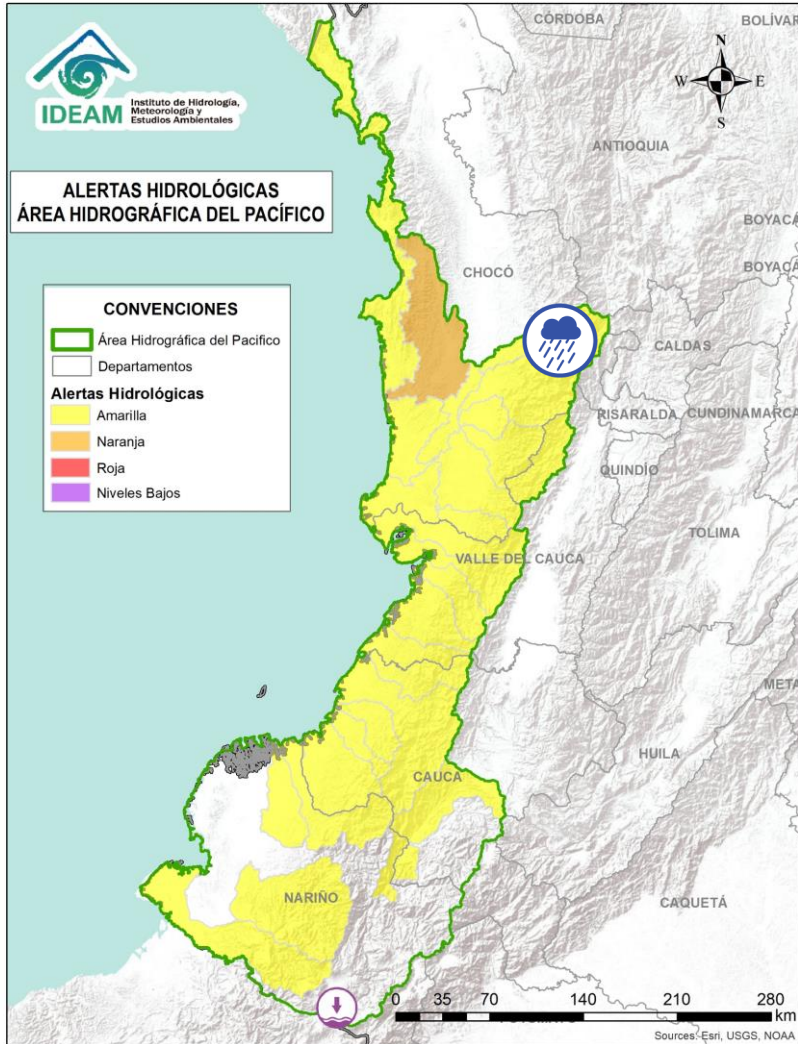 CÓRDOBA
BOLÍVAR
IDEAM
Instituto de Hidrología,
Meteorología y
Estudios Ambientales
N
W
E
S
ANTIOQUIA
ALERTAS HIDROLÓGICAS
ÁREA HIDROGRÁFICA DEL PACÍFICO
BOYACÁ
CHOCÓ
BOYACÁ
CONVENCIONES
Área Hidrográfica del Pacífico
Departamentos
Alertas Hidrológicas
Amarilla
Naranja
Roja
Niveles Bajos
CALDAS
RISARALDA
CUNDINAMARCA
QUINDÍO
TOLIMA
VALLE DEL CAUCA
META
HUILA
CAUCA
NARIÑO
CAQUETÁ
0 35 70 140 210 280
km
Sources: Esri, USGS, NOAA